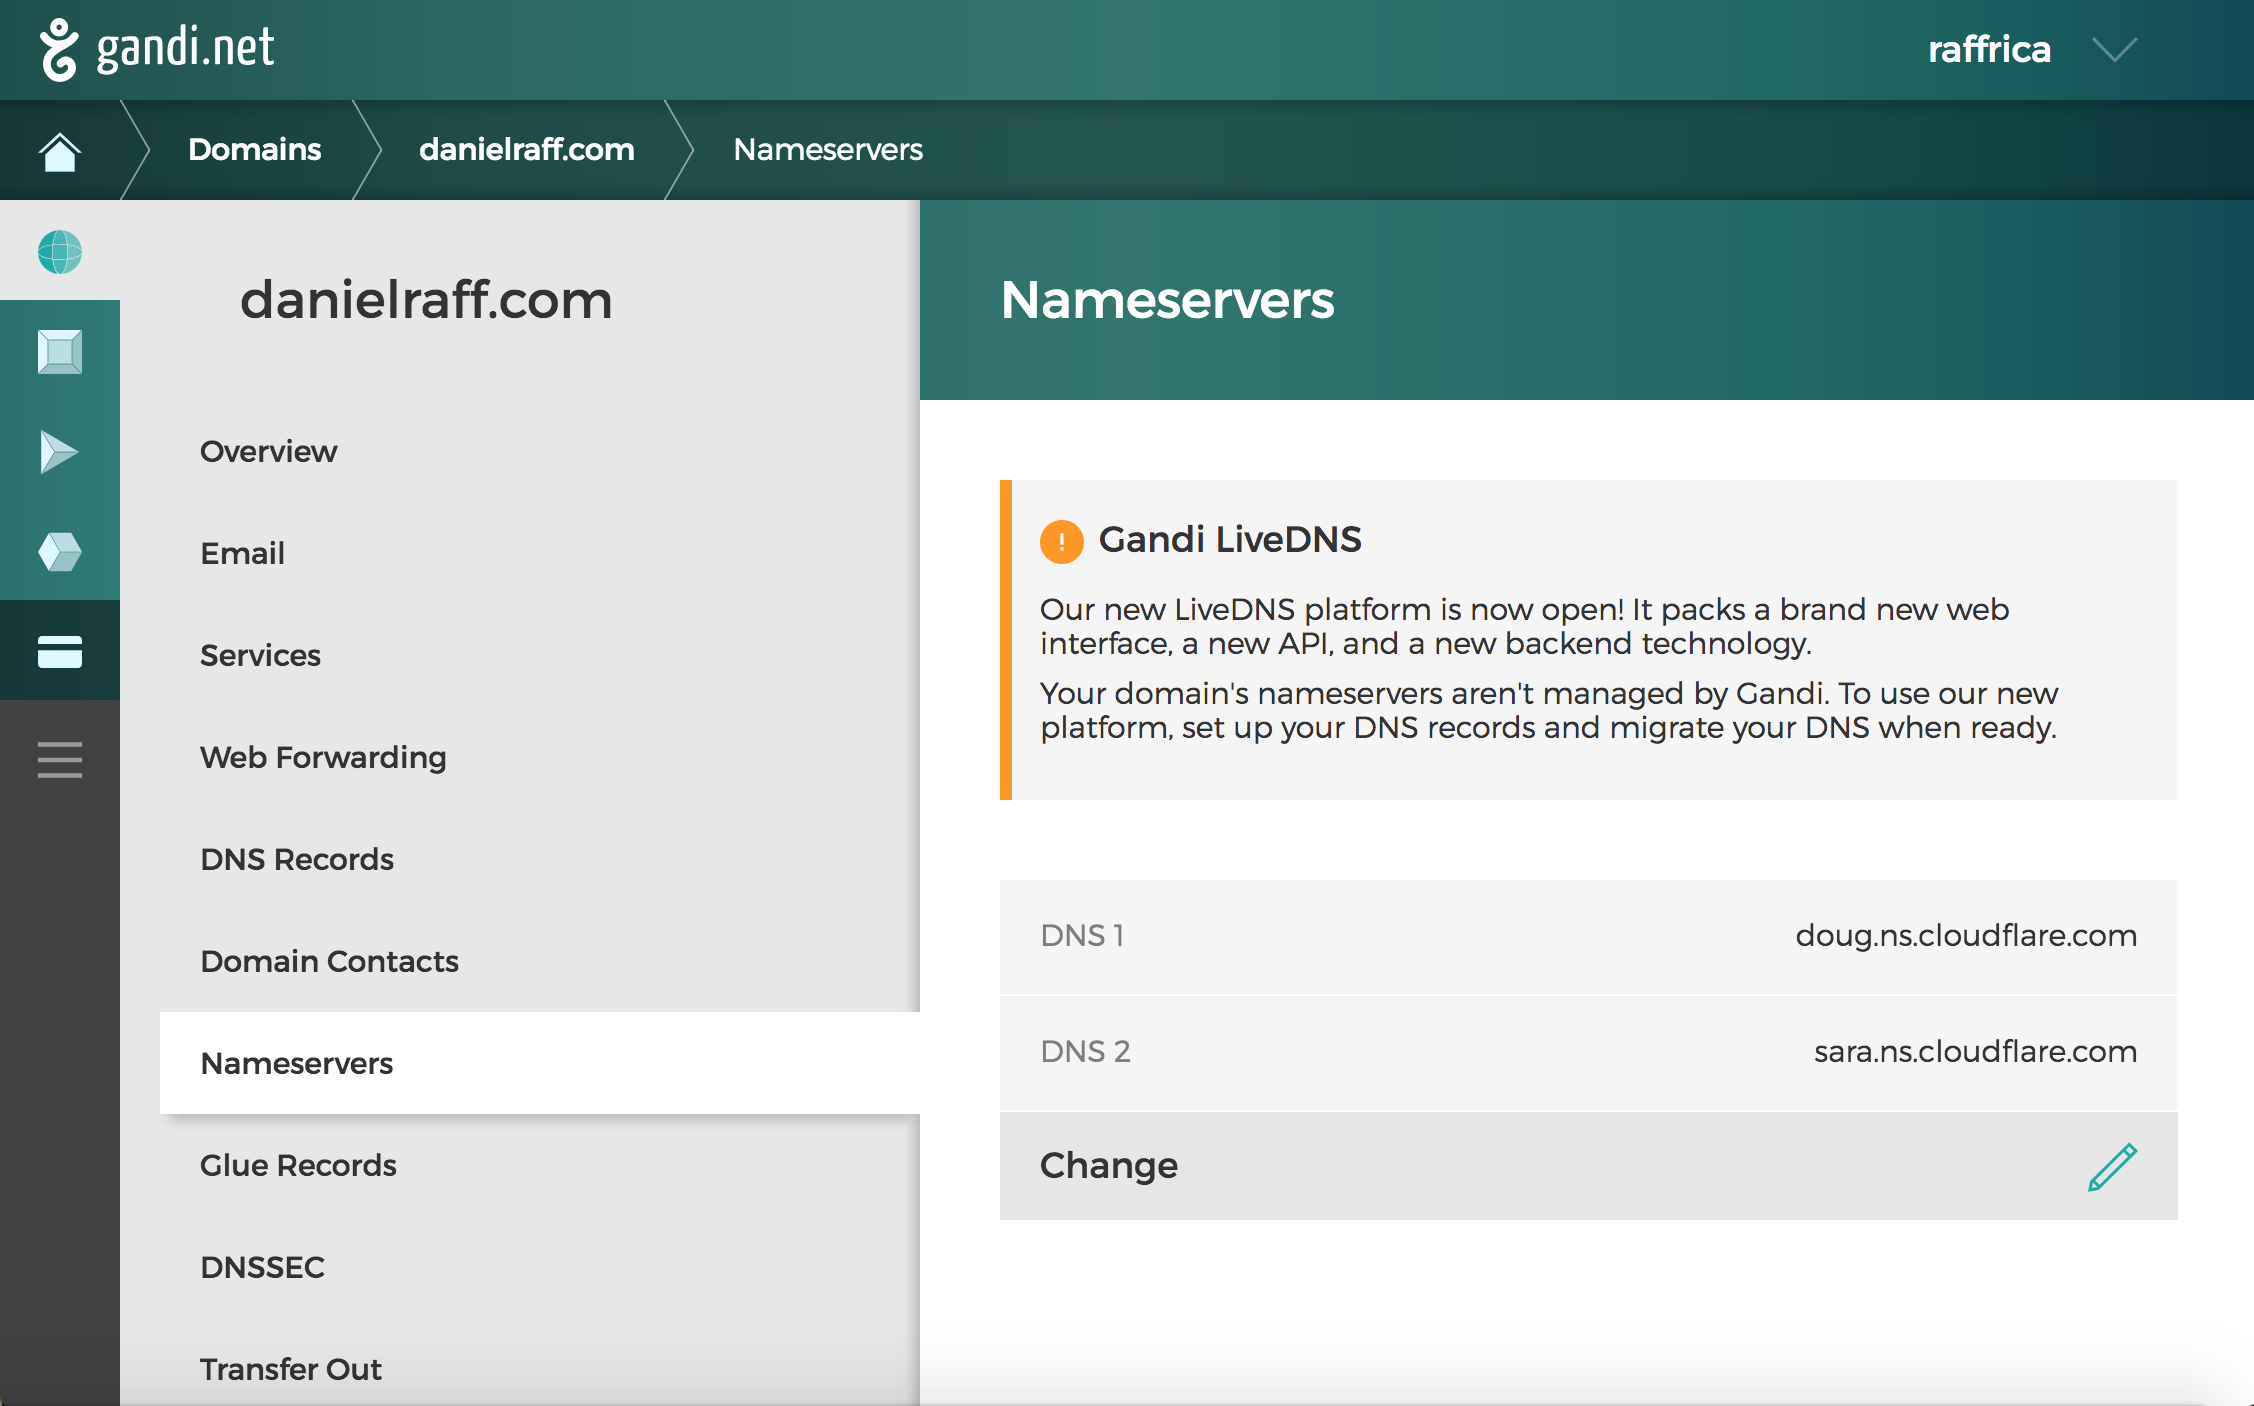 gandi.net
raffrica
Domains
danielraff.com
Nameservers
danielraff.com
Overview
Email
Services
Web Forwarding
DNS Records
Domain Contacts
Nameservers
Glue Records
DNSSEC
Transfer Out
Nameservers
! Gandi LiveDNS
Our new LiveDNS platform is now open! It packs a brand new web
interface, a new API, and a new backend technology.
Your domain's nameservers aren't managed by Gandi. To use our new
platform, set up your DNS records and migrate your DNS when ready.
DNS 1 doug.ns.cloudflare.com
DNS 2 sara.ns.cloudflare.com
Change